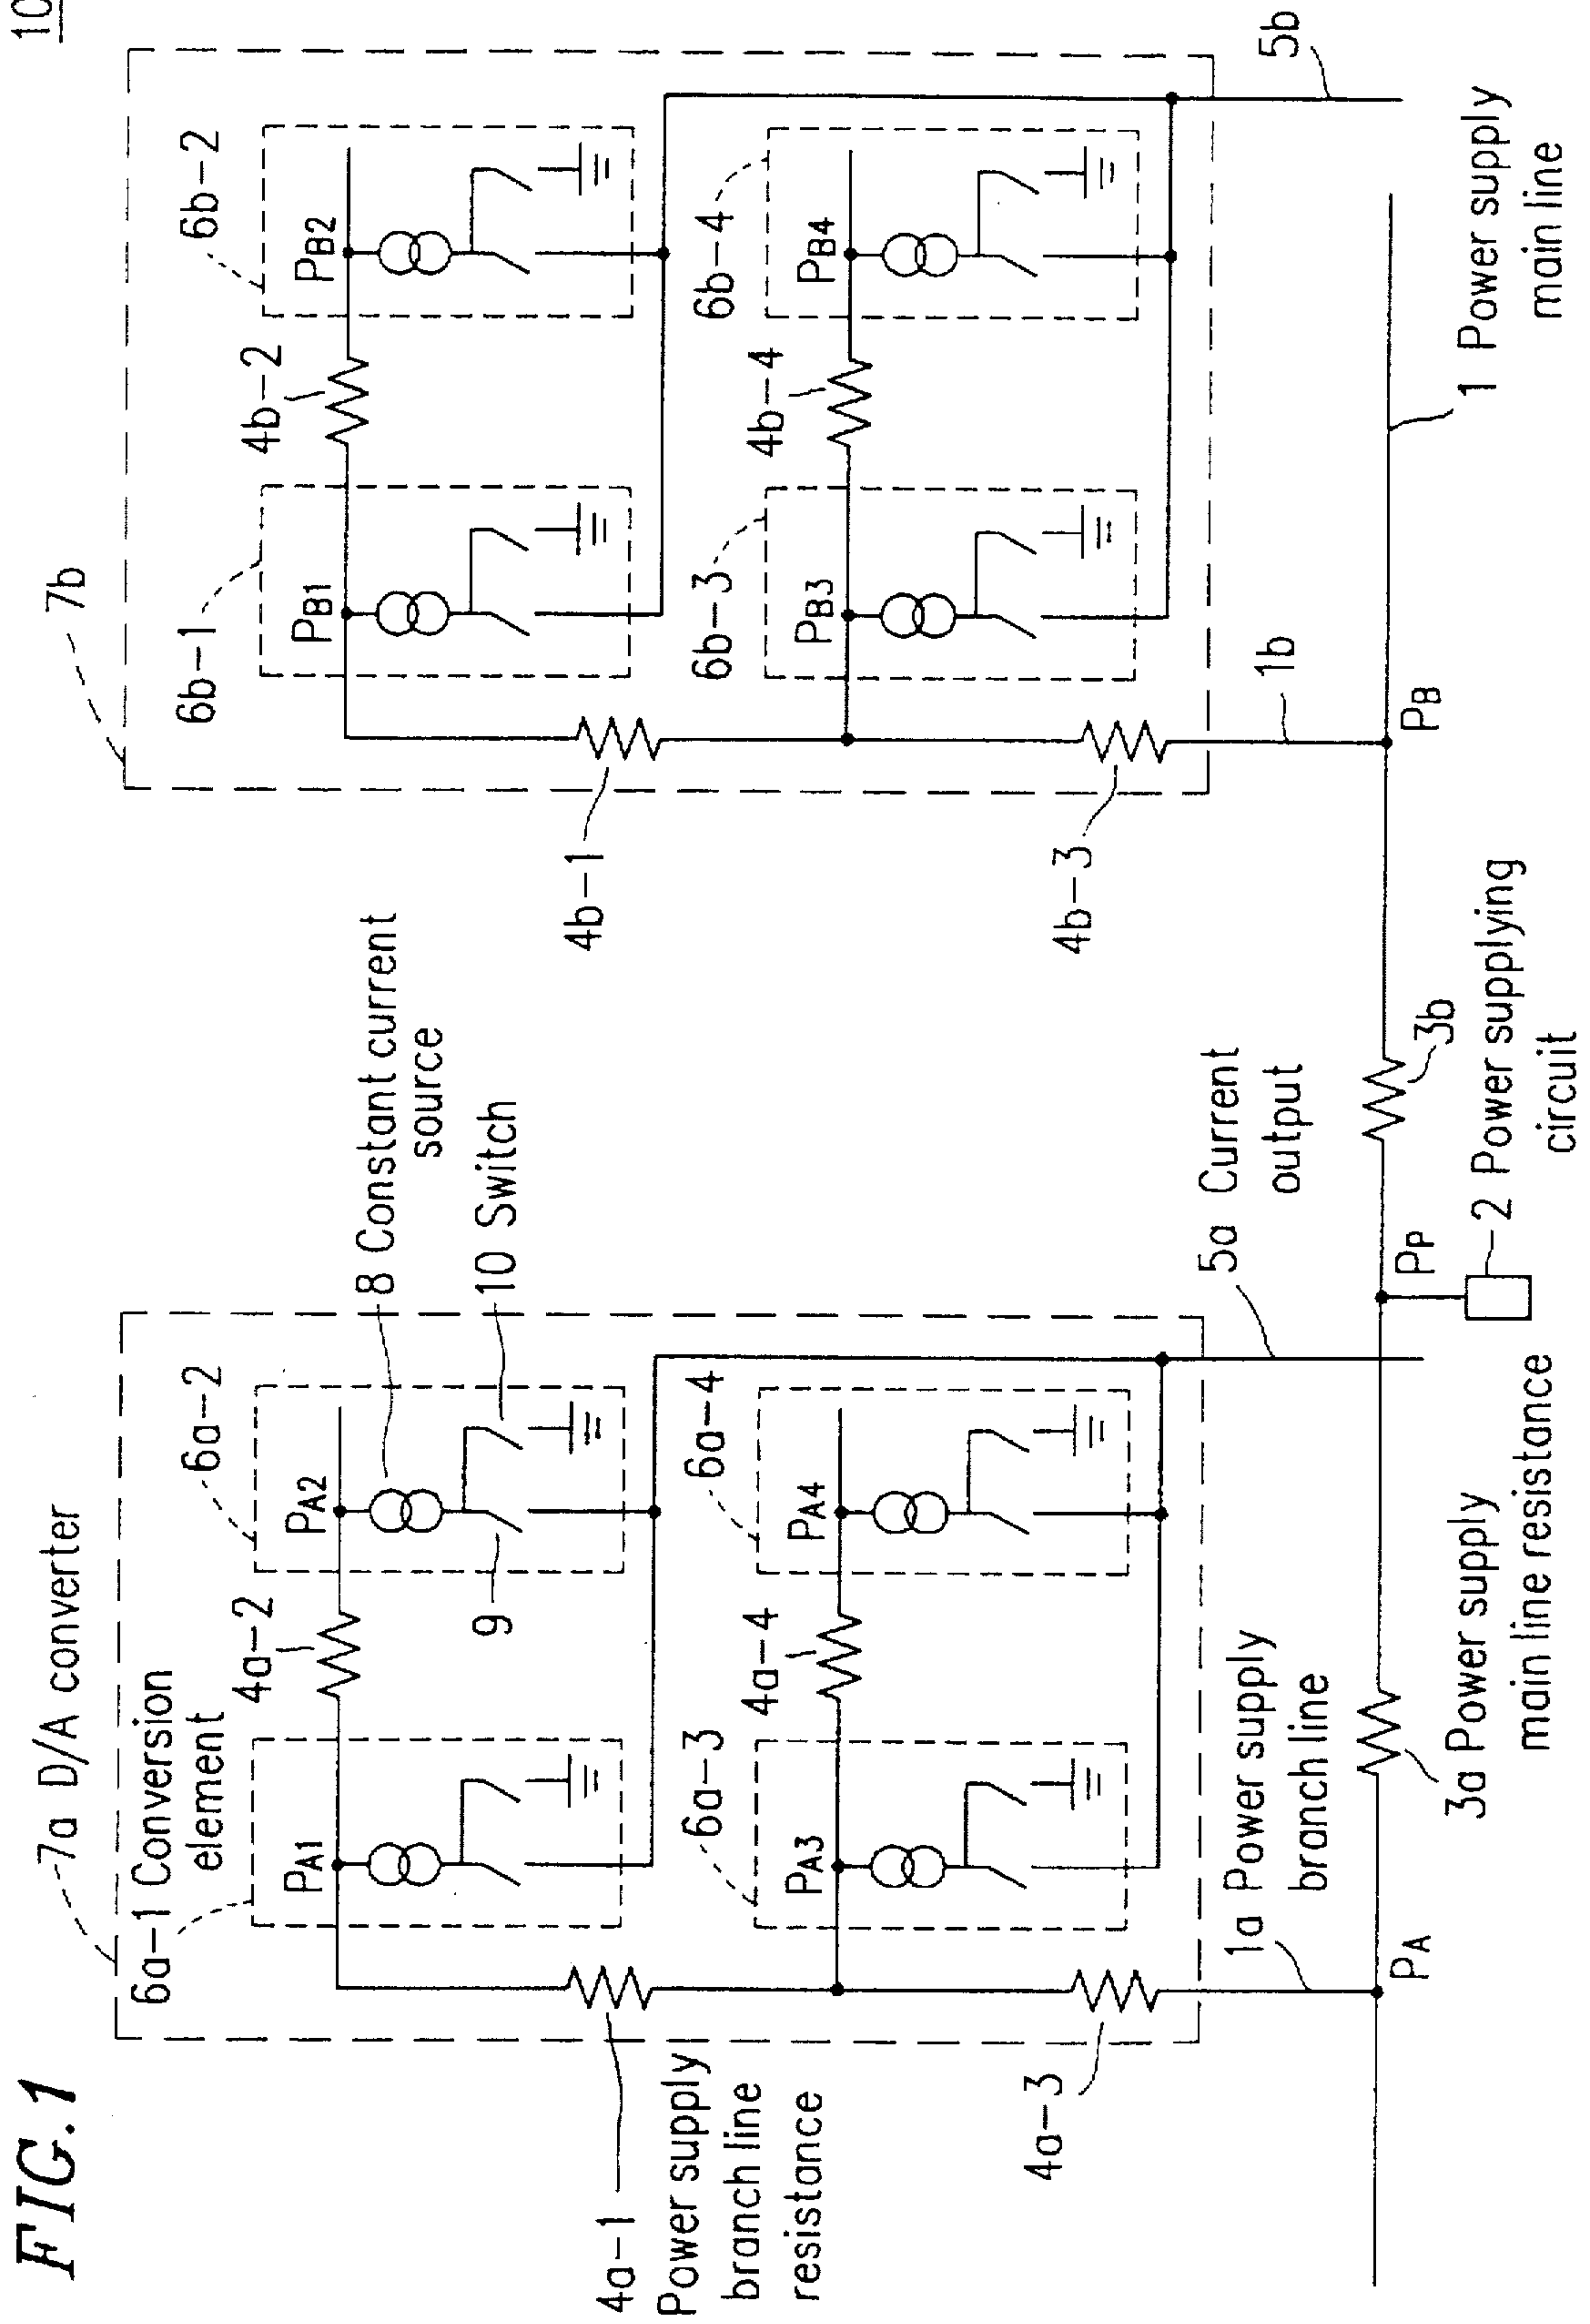 FIG.1
10
7a D/A converter
7b
6a-1 Conversion
element
6a-2
6b-1
6b-2
4a-2
4b-2
PA1
PA2
PB1
PB2
8 Constant current
source
10 Switch
9
4a-1
Power supply
branch line
resistance
4b-1
6a-3
6a-4
6b-3
6b-4
4a-4
4b-4
PA3
PA4
PB3
PB4
4a-3
4b-3
1a Power supply
branch line
5a Current
output
1b
5b
PA
PP
PB
3a Power supply
main line resistance
2 Power supplying
circuit
3b
1 Power supply
main line